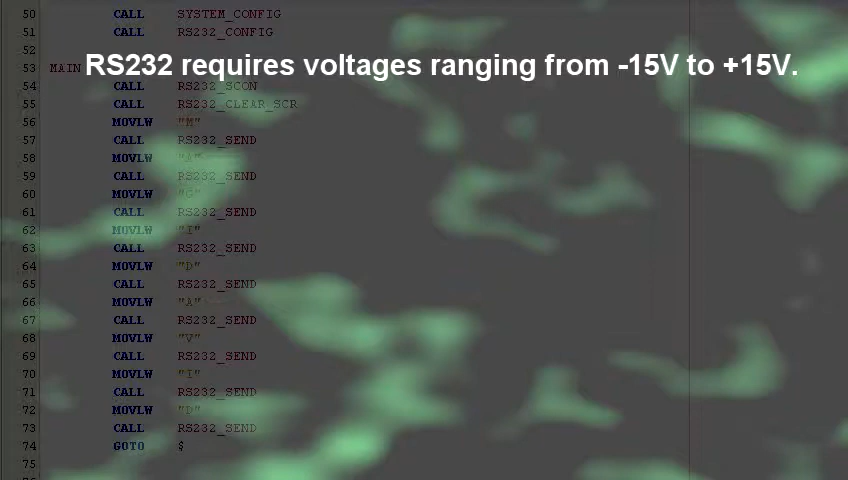 50 CALL SYSTEM_CONFIG
51 CALL RS232_CONFIG
52
RS232 requires voltages ranging from -15V to +15V.
53 MAIN
54 CALL RS232_SCON
55 CALL RS232_CLEAR_SCR
56 MOVLW "M"
57 CALL RS232_SEND
58 MOVLW "A"
59 CALL RS232_SEND
60 MOVLW "G"
61 CALL RS232_SEND
62 MOVLW "I"
63 CALL RS232_SEND
64 MOVLW "D"
65 CALL RS232_SEND
66 MOVLW "A"
67 CALL RS232_SEND
68 MOVLW "V"
69 CALL RS232_SEND
70 MOVLW "I"
71 CALL RS232_SEND
72 MOVLW "D"
73 CALL RS232_SEND
74 GOTO $
75